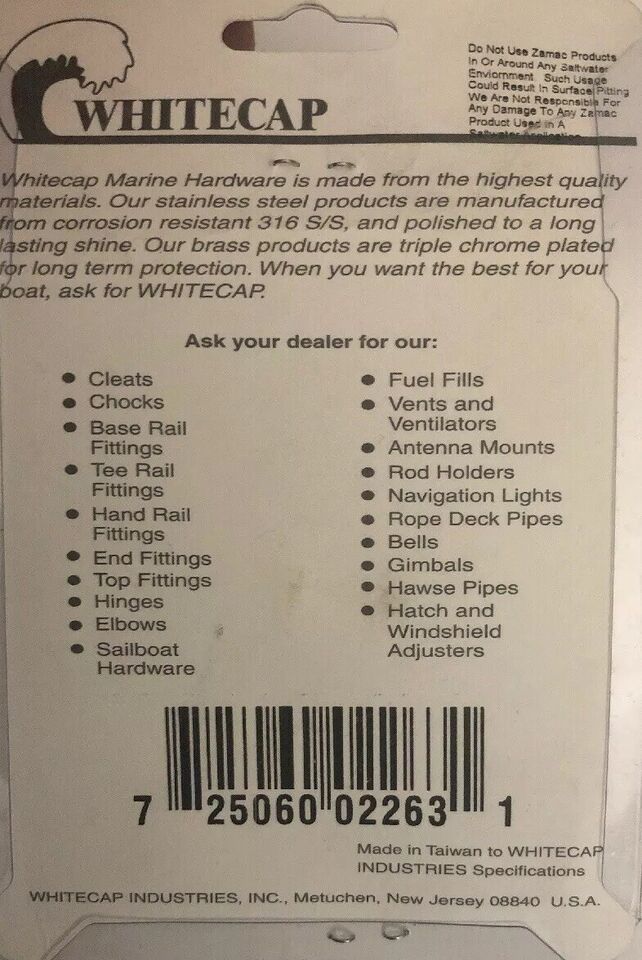 WHITECAP
Do Not Use Zamac Products
In Or Around Any Saltwater
Enviornment. Such Usage
Could Result In Surface Pitting
We Are Not Responsible For
Any Damage To Any Zamac
Product Used In A
Saltwater Application
Whitecap Marine Hardware is made from the highest quality
materials. Our stainless steel products are manufactured
from corrosion resistant 316 S/S, and polished to a long
lasting shine. Our brass products are triple chrome plated
for long term protection. When you want the best for your
boat, ask for WHITECAP.
Ask your dealer for our:
● Cleats
● Chocks
● Base Rail
Fittings
● Tee Rail
Fittings
● Hand Rail
Fittings
● End Fittings
● Top Fittings
● Hinges
● Elbows
● Sailboat
Hardware
● Fuel Fills
● Vents and
Ventilators
● Antenna Mounts
● Rod Holders
● Navigation Lights
● Rope Deck Pipes
● Bells
● Gimbals
● Hawse Pipes
● Hatch and
Windshield
Adjusters
7 25060 02263 1
Made in Taiwan to WHITECAP
INDUSTRIES Specifications
WHITECAP INDUSTRIES, INC., Metuchen, New Jersey 08840 U.S.A.